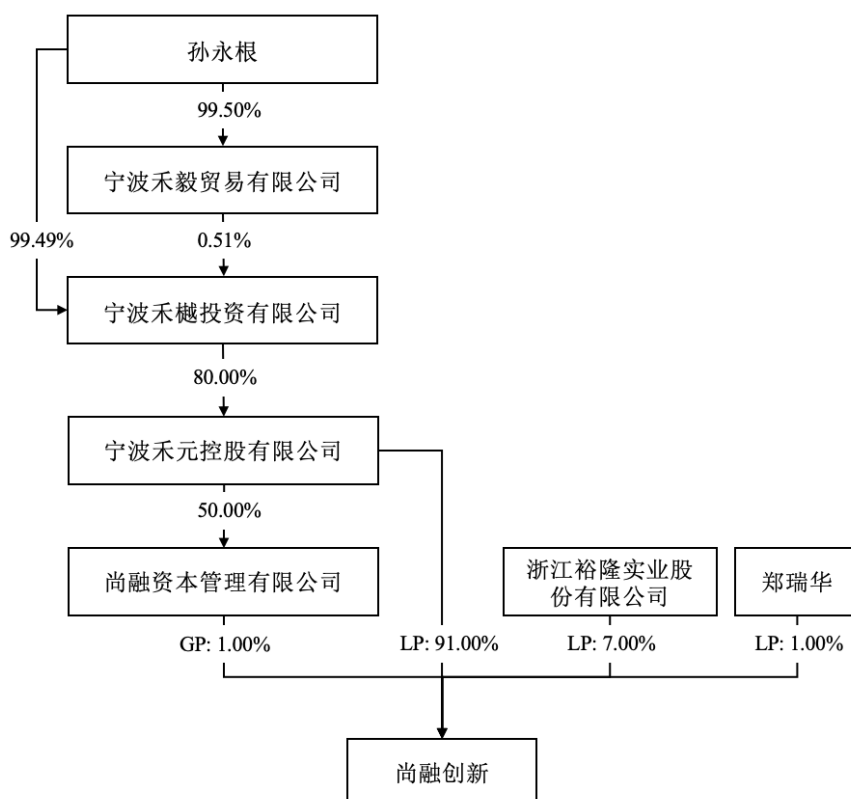 孙永根
99.50%
宁波禾毅贸易有限公司
99.49%
0.51%
宁波禾樾投资有限公司
80.00%
宁波禾元控股有限公司
50.00%
尚融资本管理有限公司
浙江裕隆实业股
份有限公司
郑瑞华
GP: 1.00%
LP: 91.00%
LP: 7.00%
LP: 1.00%
尚融创新